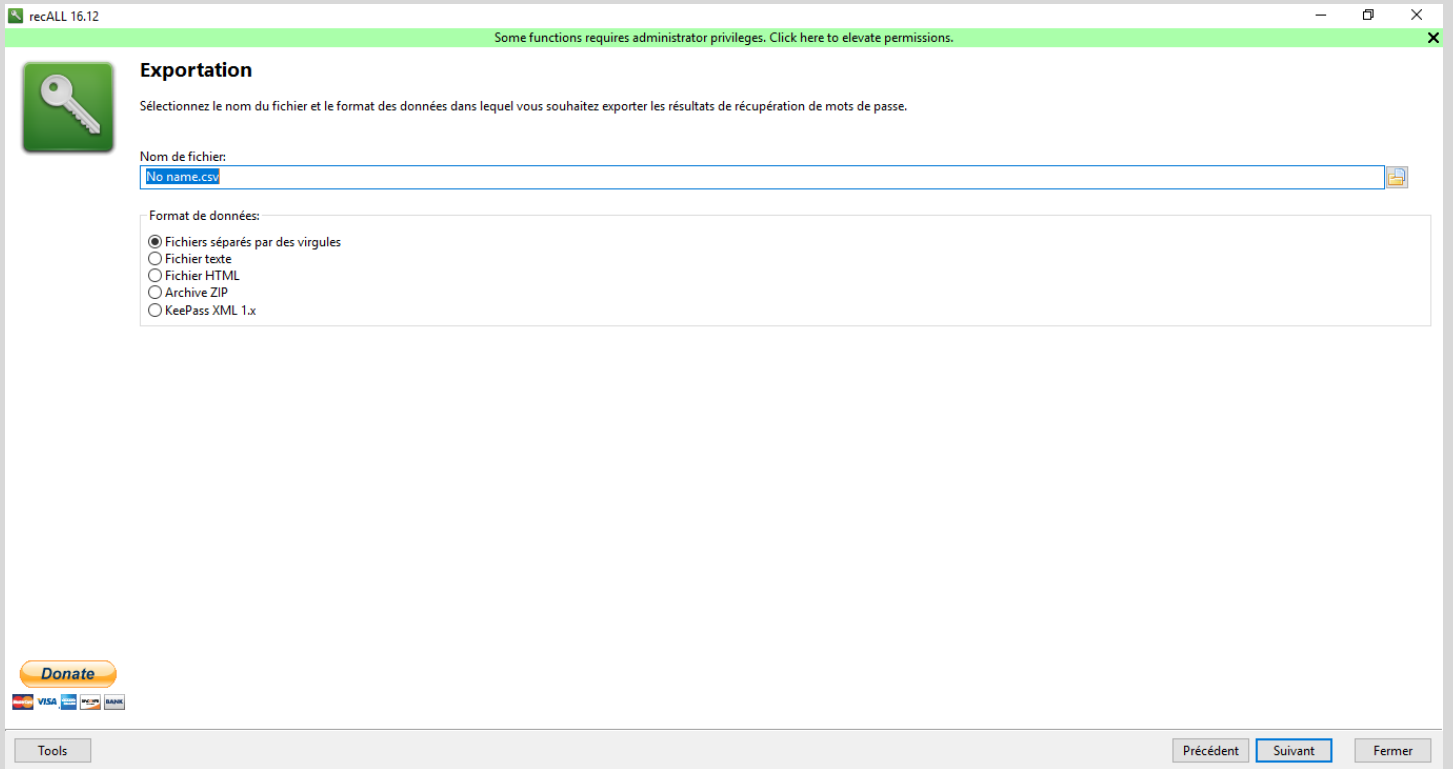 recALL 16.12
Some functions requires administrator privileges. Click here to elevate permissions.
Exportation
Sélectionnez le nom du fichier et le format des données dans lequel vous souhaitez exporter les résultats de récupération de mots de passe.
Nom de fichier:
No name.csv
Format de données:
Fichiers séparés par des virgules
Fichier texte
Fichier HTML
Archive ZIP
KeePass XML 1.x
Donate
VISA BANK
Tools Précédent Suivant Fermer